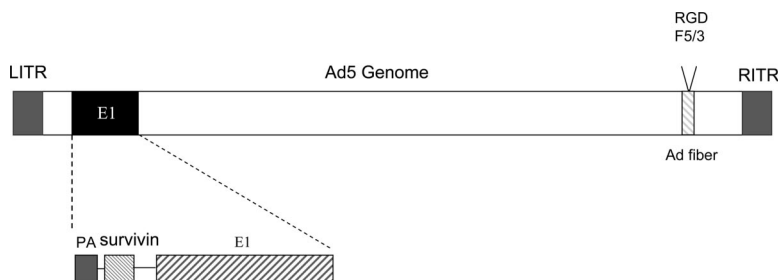 RGD
F5/3
LITR
Ad5 Genome
RITR
E1
Ad fiber
PA survivin E1